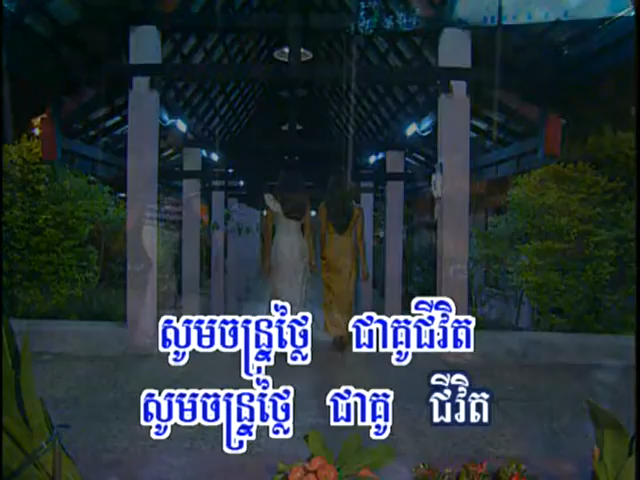 សូមចន្ទ្រថ្លៃ ជាគូជីវិត
សូមចន្ទ្រថ្លៃ ជាគូ ជីវិត